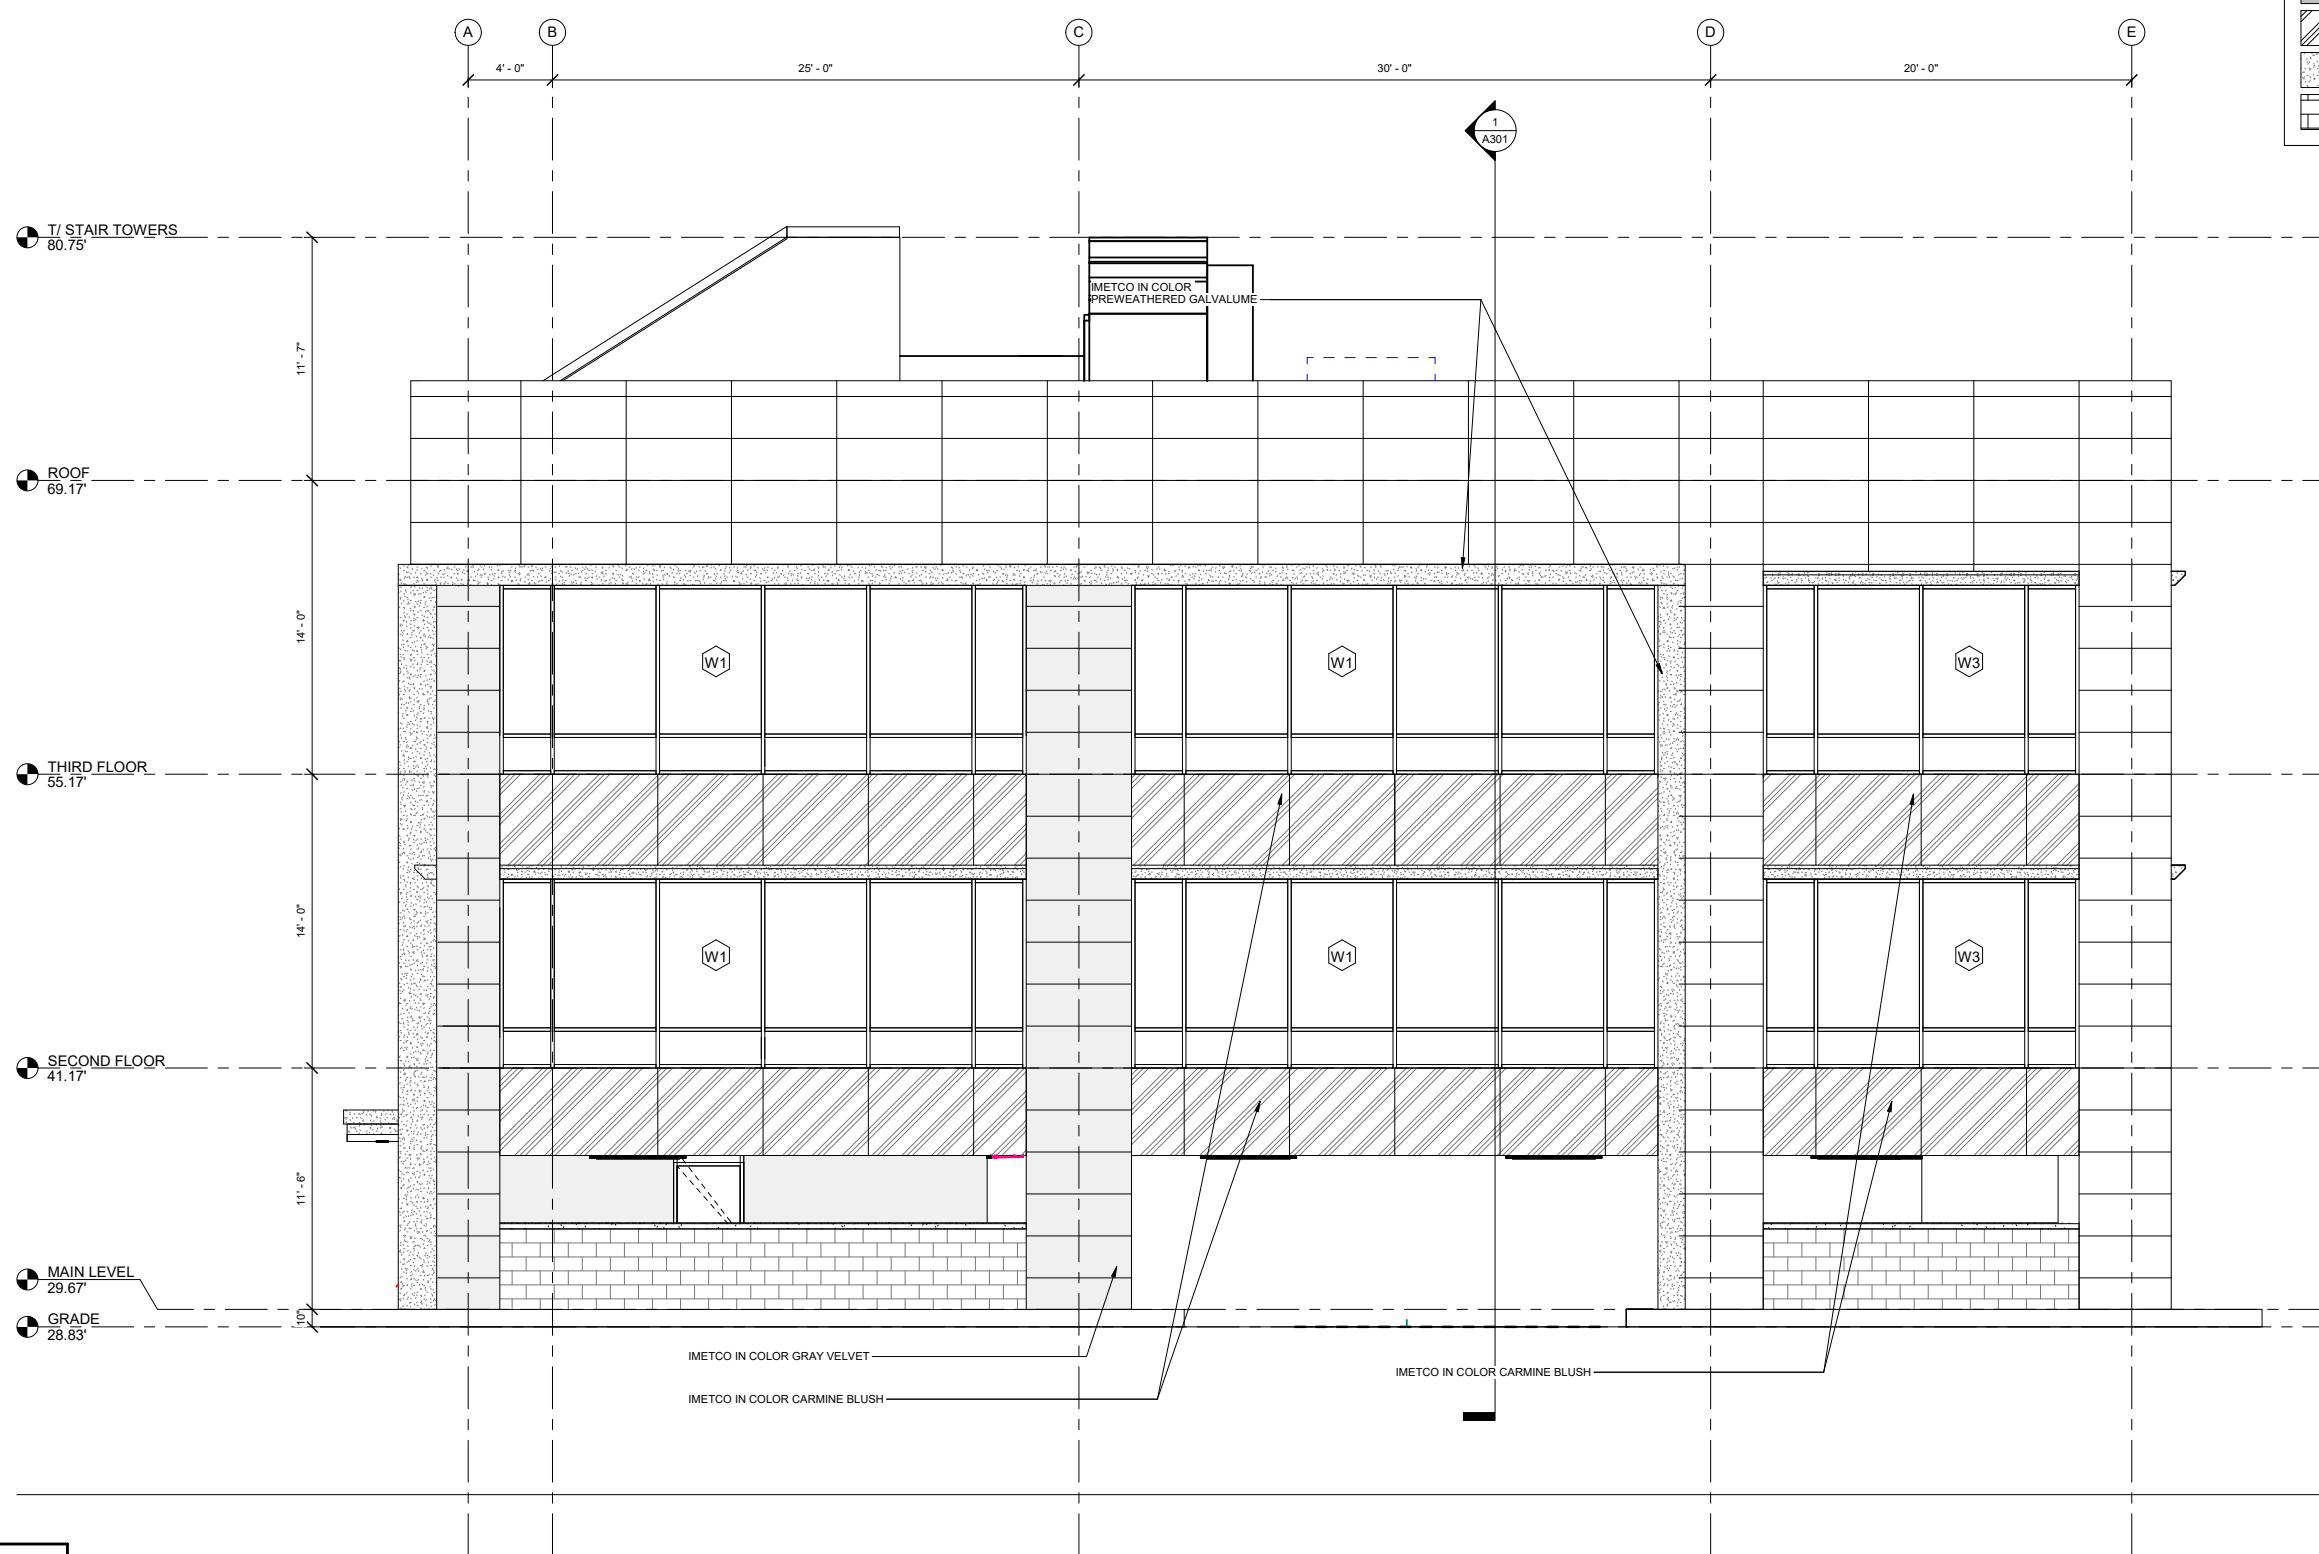 A
B
C
D
E
4' - 0"
25' - 0"
30' - 0"
20' - 0"
1
A301
T/ STAIR TOWERS
80.75'
IMETCO IN COLOR
PREWEATHERED GALVALUME
11' - 7"
ROOF
69.17'
14' - 0"
W1
W1
W3
THIRD FLOOR
55.17'
14' - 0"
W1
W1
W3
SECOND FLOOR
41.17'
11' - 6"
MAIN LEVEL
29.67'
10"
GRADE
28.83'
IMETCO IN COLOR GRAY VELVET
IMETCO IN COLOR CARMINE BLUSH
IMETCO IN COLOR CARMINE BLUSH